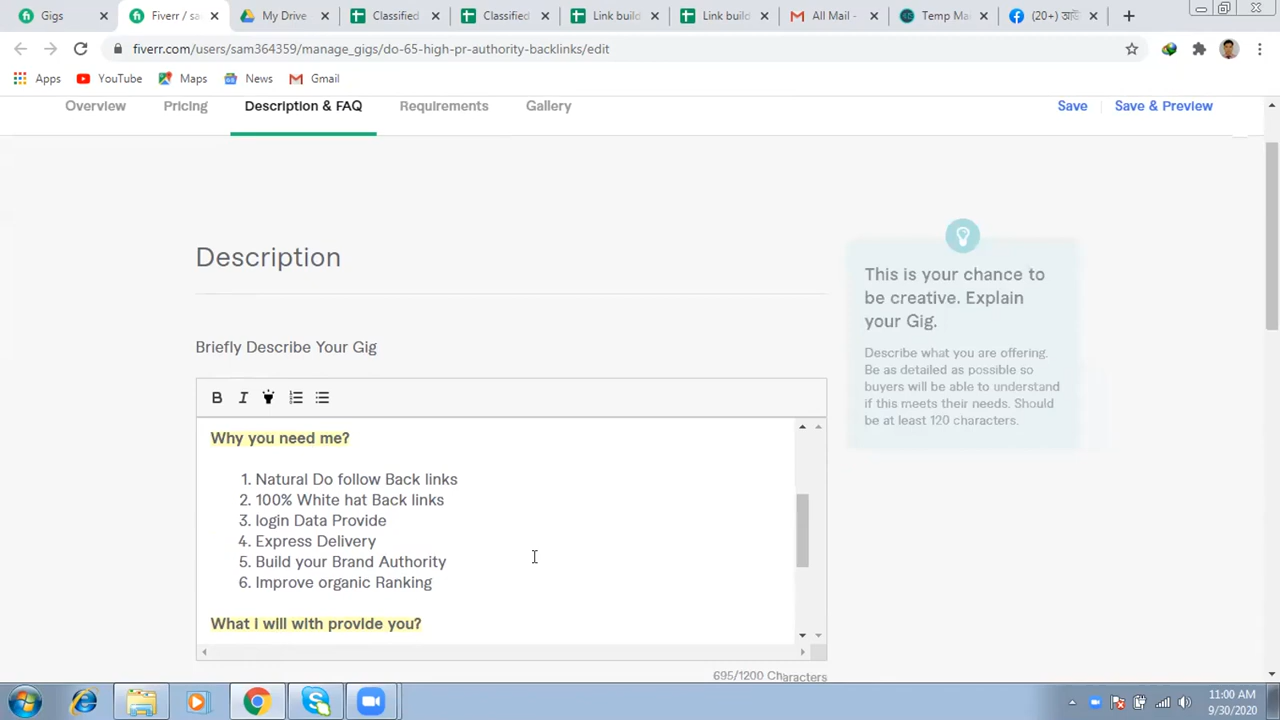 Gigs
Fiverr / sa
My Drive
Classified
Classified
Link build
Link build
All Mail -
Temp Ma
fiverr.com/users/sam364359/manage_gigs/do-65-high-pr-authority-backlinks/edit
Apps
YouTube
Maps
News
Gmail
Overview
Pricing
Description & FAQ
Requirements
Gallery
Save
Save & Preview
Description
This is your chance to
be creative. Explain
your Gig.
Describe what you are offering.
Be as detailed as possible so
buyers will be able to understand
if this meets their needs. Should
be at least 120 characters.
Briefly Describe Your Gig
B I
Why you need me?
1. Natural Do follow Back links
2. 100% White hat Back links
3. login Data Provide
4. Express Delivery
5. Build your Brand Authority
6. Improve organic Ranking
What I will with provide you?
695/1200 Characters
11:00 AM
9/30/2020